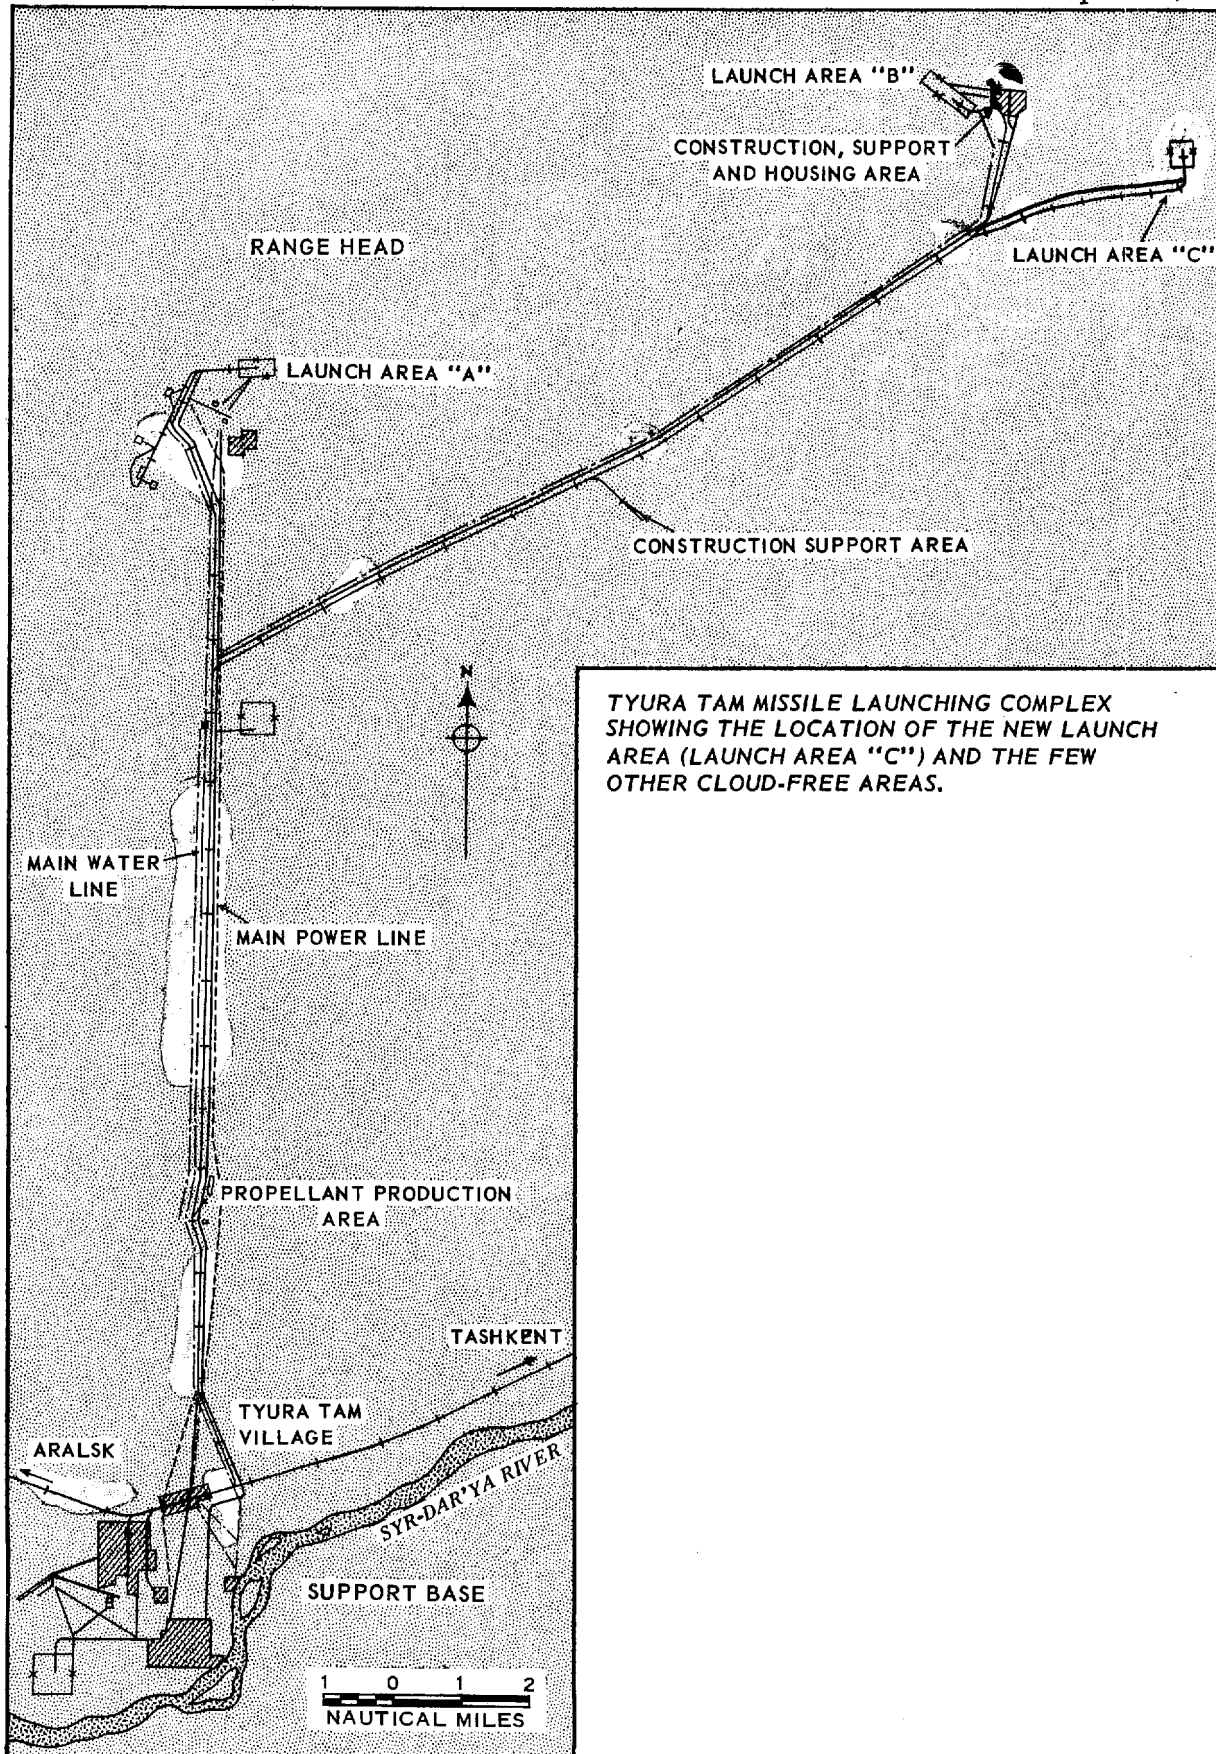 LAUNCH AREA "B"
CONSTRUCTION, SUPPORT
AND HOUSING AREA
RANGE HEAD
LAUNCH AREA "C"
LAUNCH AREA "A"
CONSTRUCTION SUPPORT AREA
N
TYURA TAM MISSILE LAUNCHING COMPLEX
SHOWING THE LOCATION OF THE NEW LAUNCH
AREA (LAUNCH AREA "C") AND THE FEW
OTHER CLOUD-FREE AREAS.
MAIN WATER
LINE
MAIN POWER LINE
PROPELLANT PRODUCTION
AREA
TASHKENT
TYURA TAM
VILLAGE
ARALSK
SYR-DAR'YA RIVER
SUPPORT BASE
1 0 1 2
NAUTICAL MILES